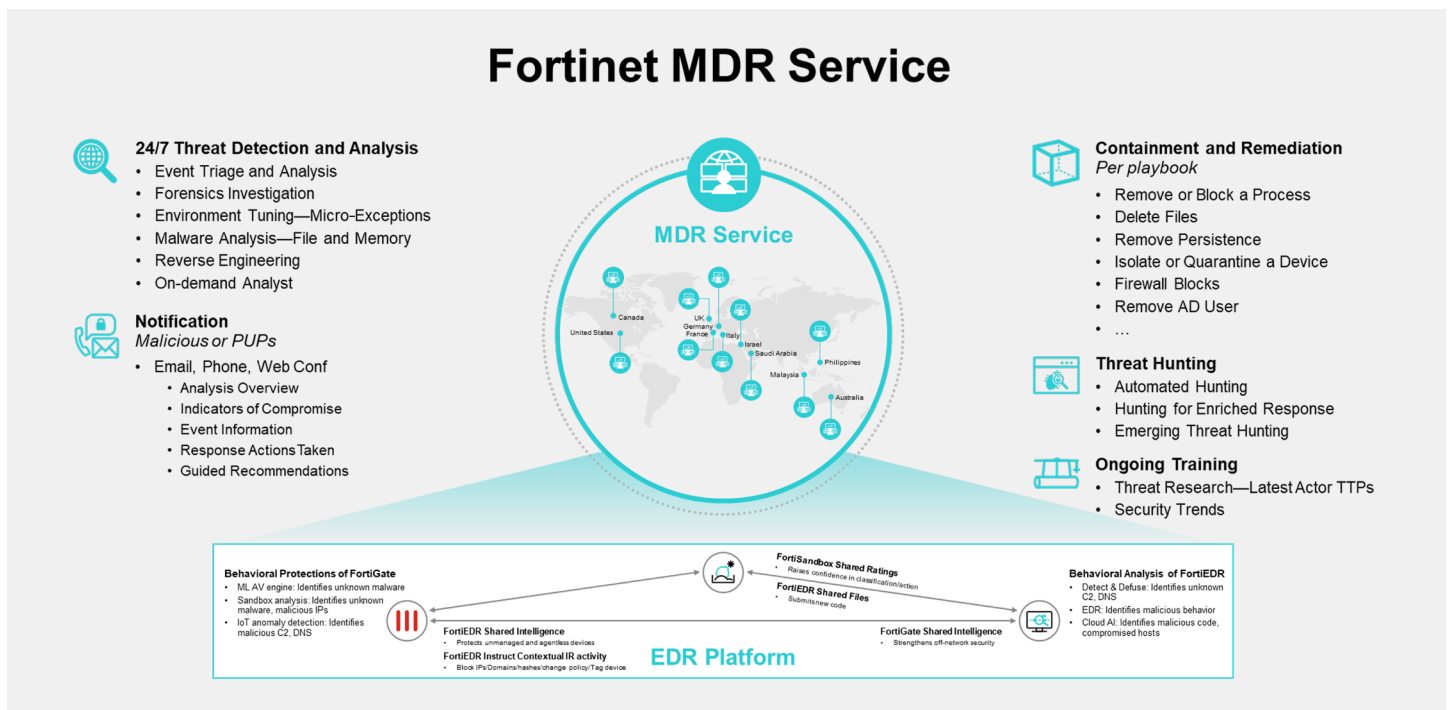 Fortinet MDR Service
24/7 Threat Detection and Analysis
• Event Triage and Analysis
• Forensics Investigation
• Environment Tuning—Micro-Exceptions
• Malware Analysis—File and Memory
• Reverse Engineering
• On-demand Analyst
Notification
Malicious or PUPs
• Email, Phone, Web Conf
• Analysis Overview
• Indicators of Compromise
• Event Information
• Response Actions Taken
• Guided Recommendations
MDR Service
Canada
United States
UK
Germany
France
Italy
Israel
Saudi Arabia
Philippines
Malaysia
Australia
Containment and Remediation
Per playbook
• Remove or Block a Process
• Delete Files
• Remove Persistence
• Isolate or Quarantine a Device
• Firewall Blocks
• Remove AD User
• …
Threat Hunting
• Automated Hunting
• Hunting for Enriched Response
• Emerging Threat Hunting
Ongoing Training
• Threat Research—Latest Actor TTPs
• Security Trends
Behavioral Protections of FortiGate
• ML AV engine: Identifies unknown malware
• Sandbox analysis: Identifies unknown
malware, malicious IPs
• IoT anomaly detection: Identifies
malicious C2, DNS
FortiSandbox Shared Ratings
• Raises confidence in classification/action
FortiEDR Shared Files
• Submits new code
FortiEDR Shared Intelligence
• Protects unmanaged and agentless devices
FortiEDR Instruct Contextual IR activity
• Block IPs/Domains/hashes/change policy/Tag device
EDR Platform
FortiGate Shared Intelligence
• Strengthens off-network security
Behavioral Analysis of FortiEDR
• Detect & Defuse: Identifies unknown
C2, DNS
• EDR: Identifies malicious behavior
• Cloud AI: Identifies malicious code,
compromised hosts